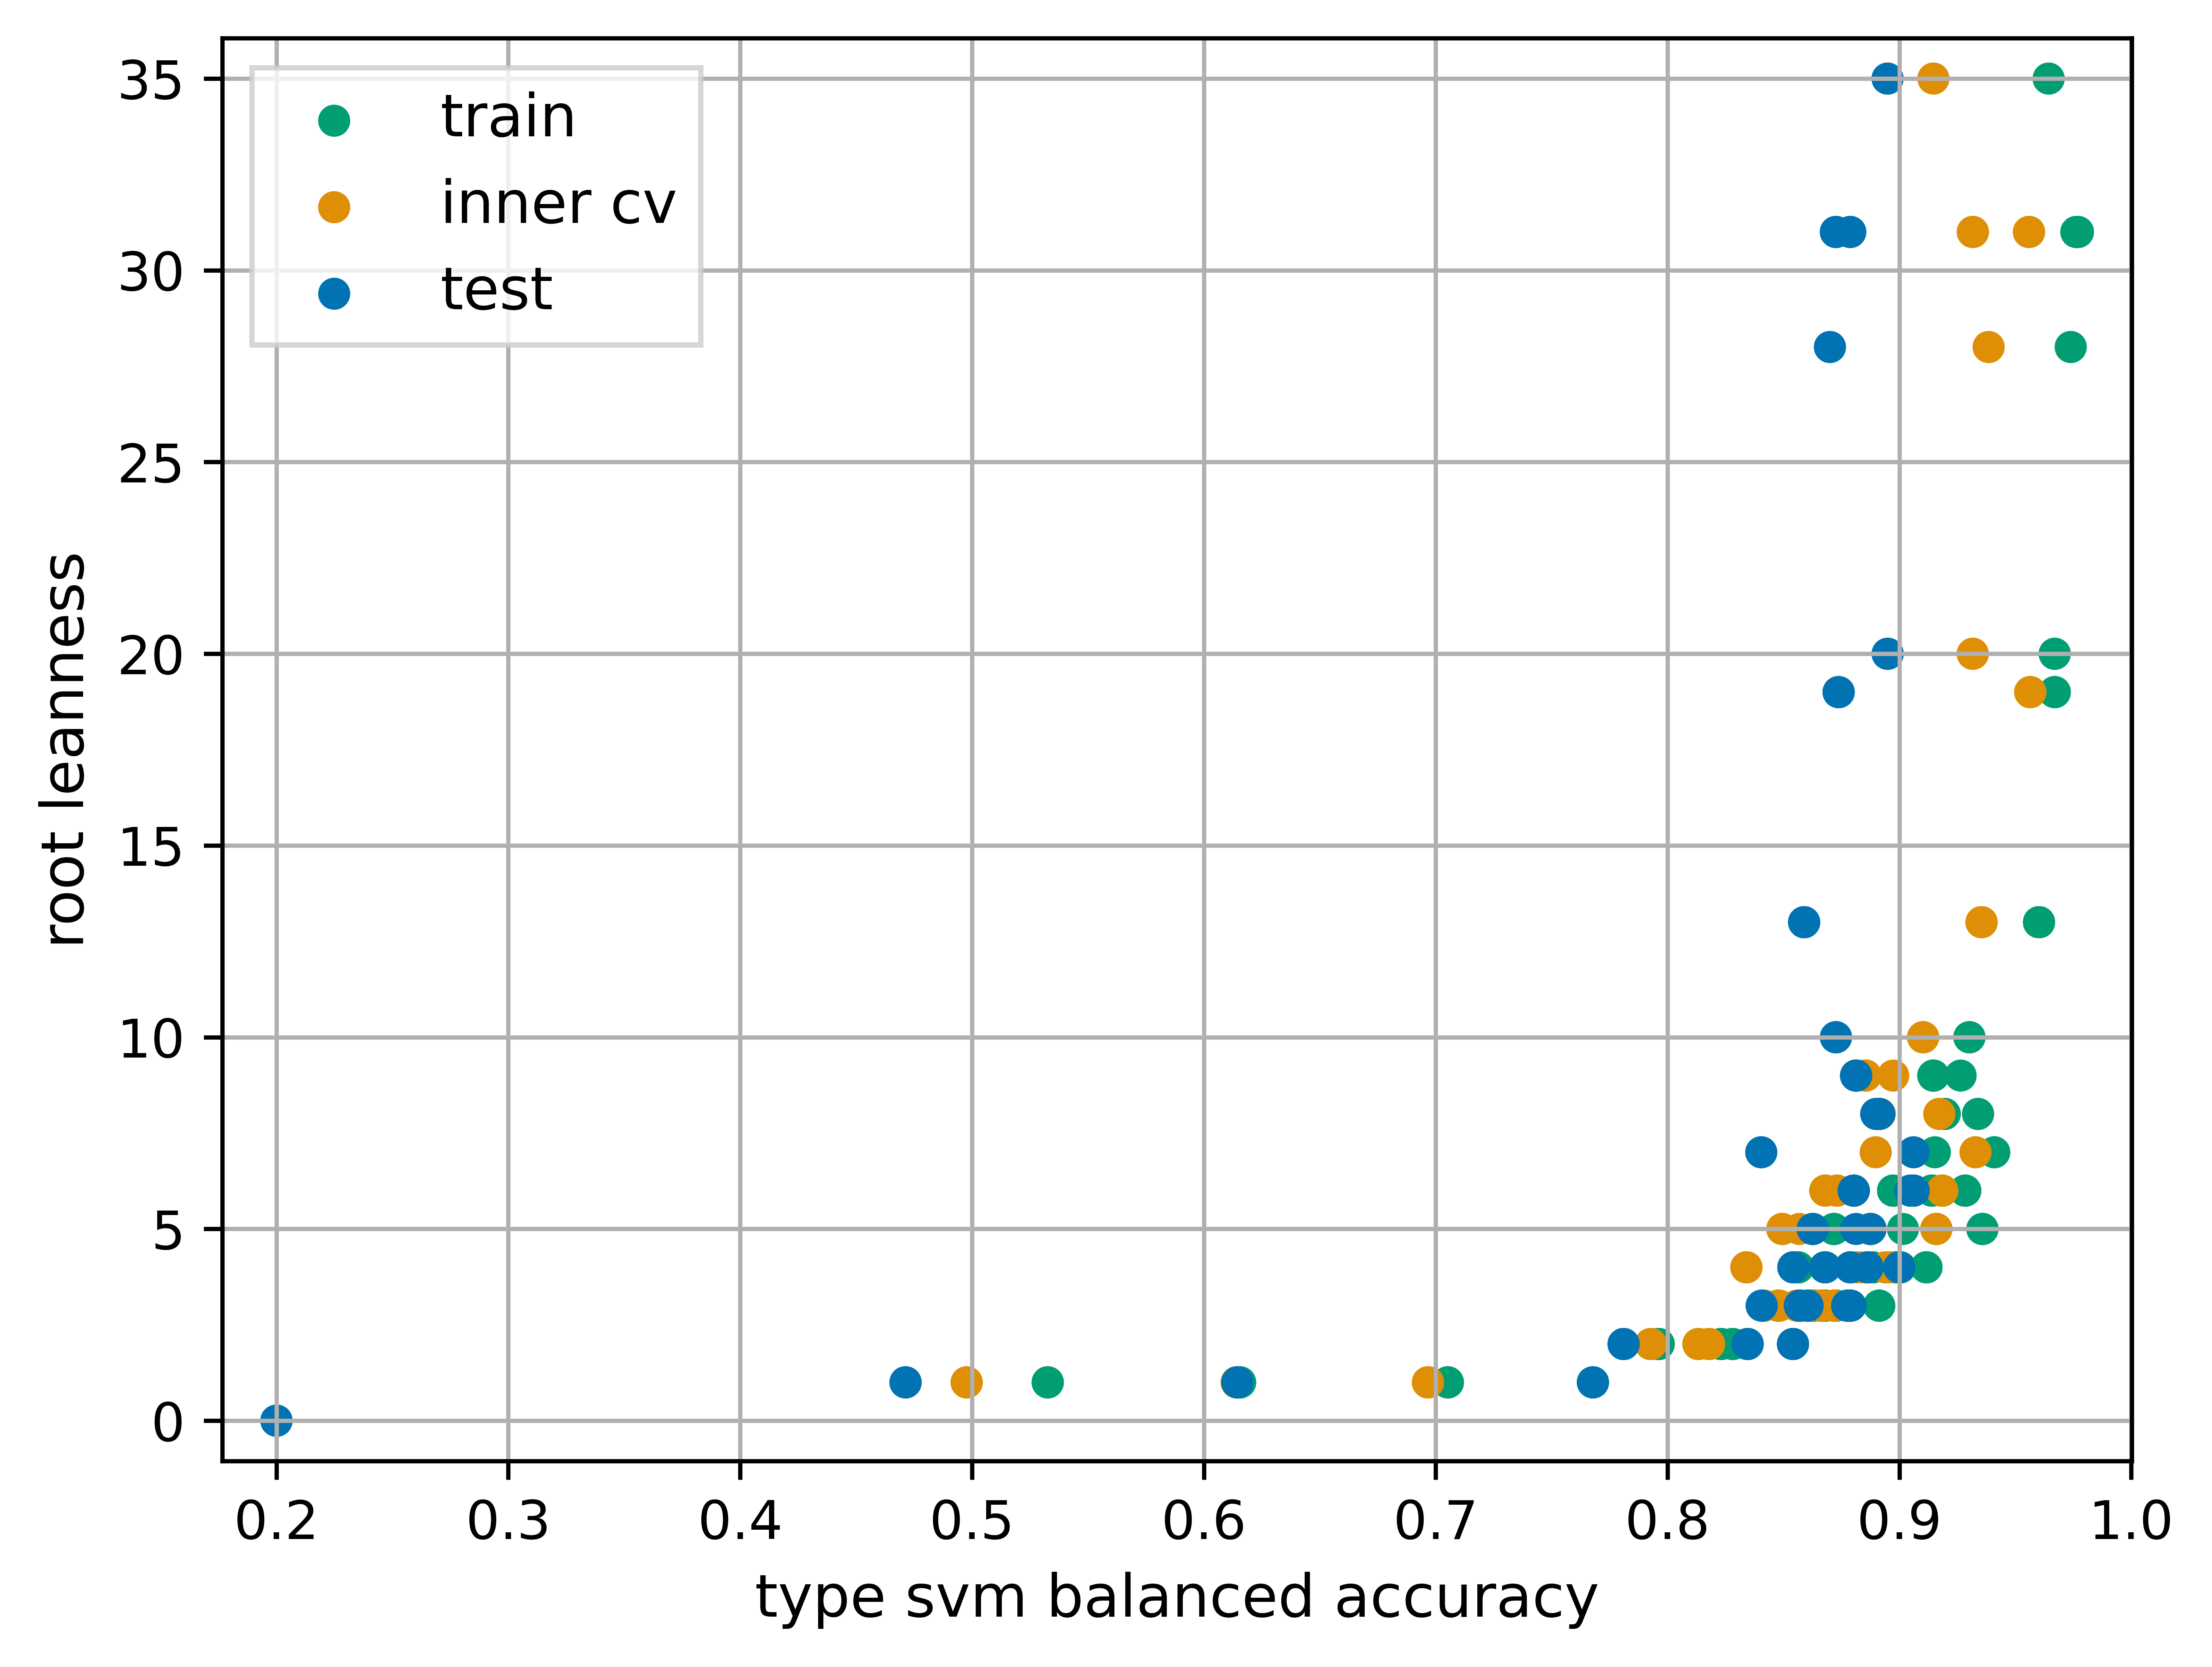 35
30
25
20
15
10
5
0
root leanness
train
inner cv
test
0.2 0.3 0.4 0.5 0.6 0.7 0.8 0.9 1.0
type svm balanced accuracy